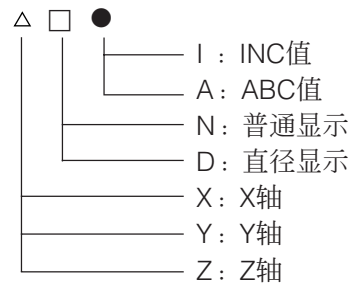 △ □ ●
I：INC值
A：ABC值
N：普通显示
D：直径显示
X：X轴
Y：Y轴
Z：Z轴